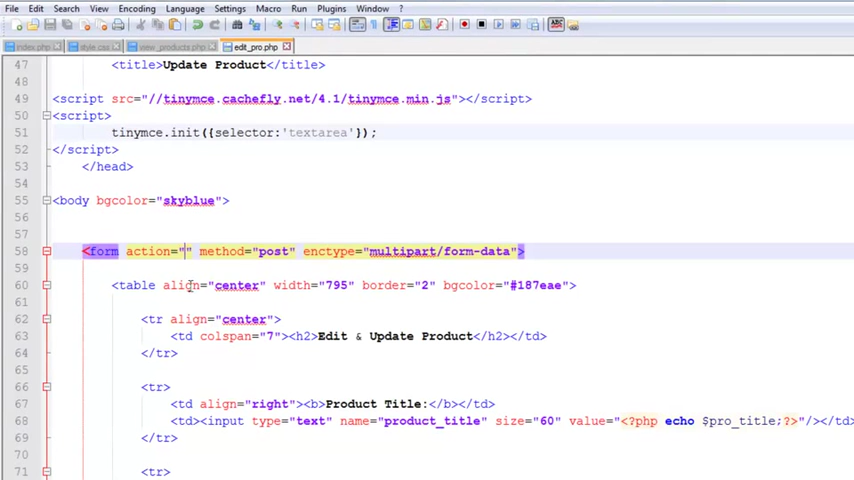 File Edit Search View Encoding Language Settings Macro Run Plugins Window ?
index.php style.css view_products.php edit_pro.php
47 <title>Update Product</title>
48
49 <script src="//tinymce.cachefly.net/4.1/tinymce.min.js"></script>
50 <script>
51 tinymce.init({selector:'textarea'});
52 </script>
53 </head>
54
55 <body bgcolor="skyblue">
56
57
58 <form action="" method="post" enctype="multipart/form-data">
59
60 <table align="center" width="795" border="2" bgcolor="#187eae">
61
62 <tr align="center">
63 <td colspan="7"><h2>Edit & Update Product</h2></td>
64 </tr>
65
66 <tr>
67 <td align="right"><b>Product Title:</b></td>
68 <td><input type="text" name="product_title" size="60" value="<?php echo $pro_title;?>"/></td>
69 </tr>
70
71 <tr>